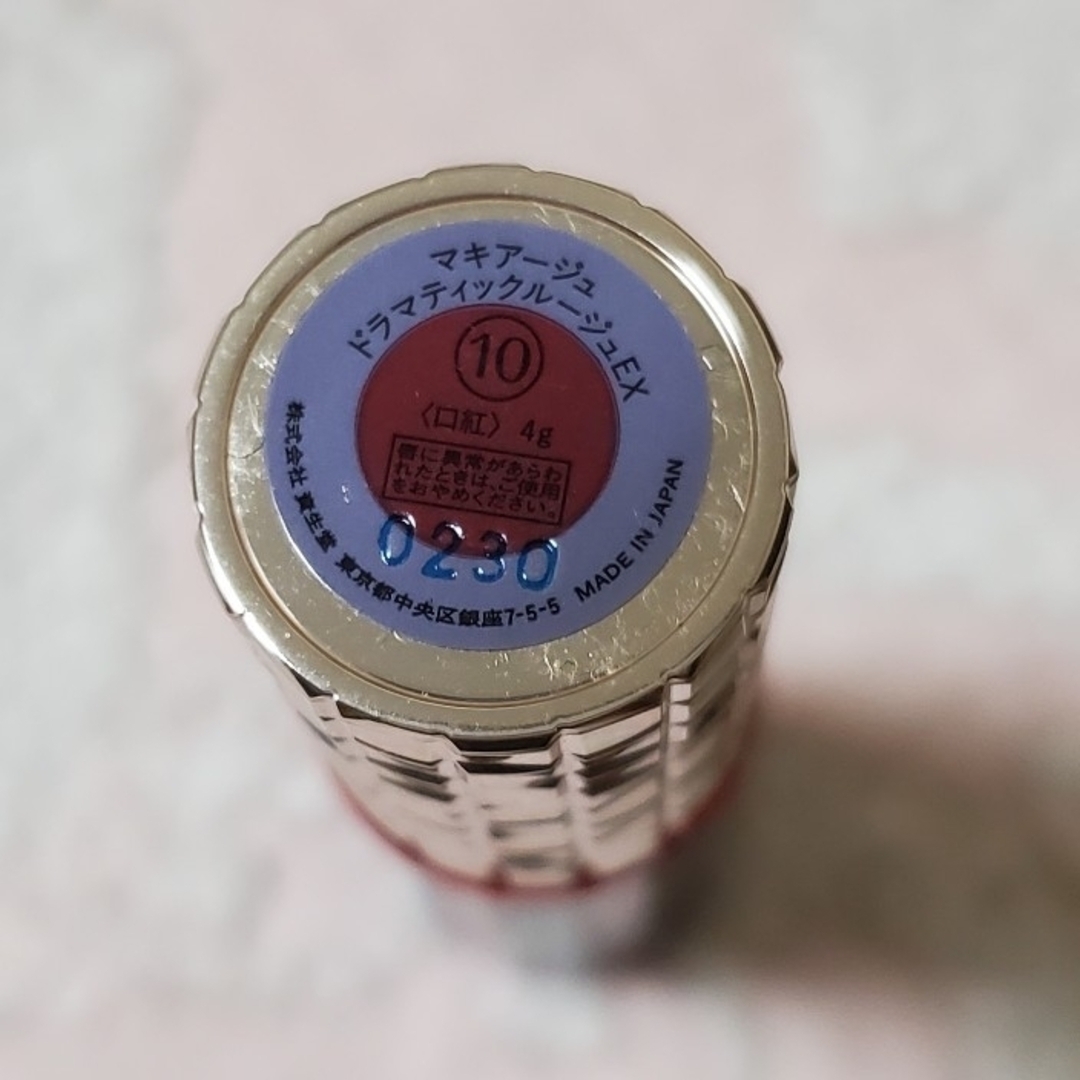 マキアージュ
ドラマティックルージュEX
10
〈口紅〉 4g
唇に異常があらわ
れたときは、ご使用
をおやめください。
0230
株式会社 資生堂 東京都中央区銀座7-5-5 MADE IN JAPAN